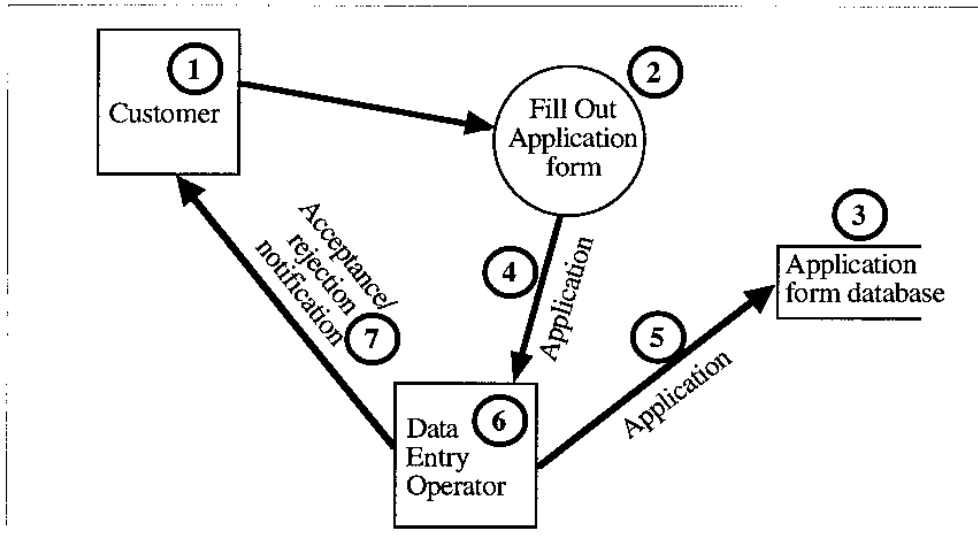 1
Customer
2
Fill Out
Application
form
3
Application
form database
4
Application
5
Application
6
Data
Entry
Operator
Acceptance/
rejection
notification
7